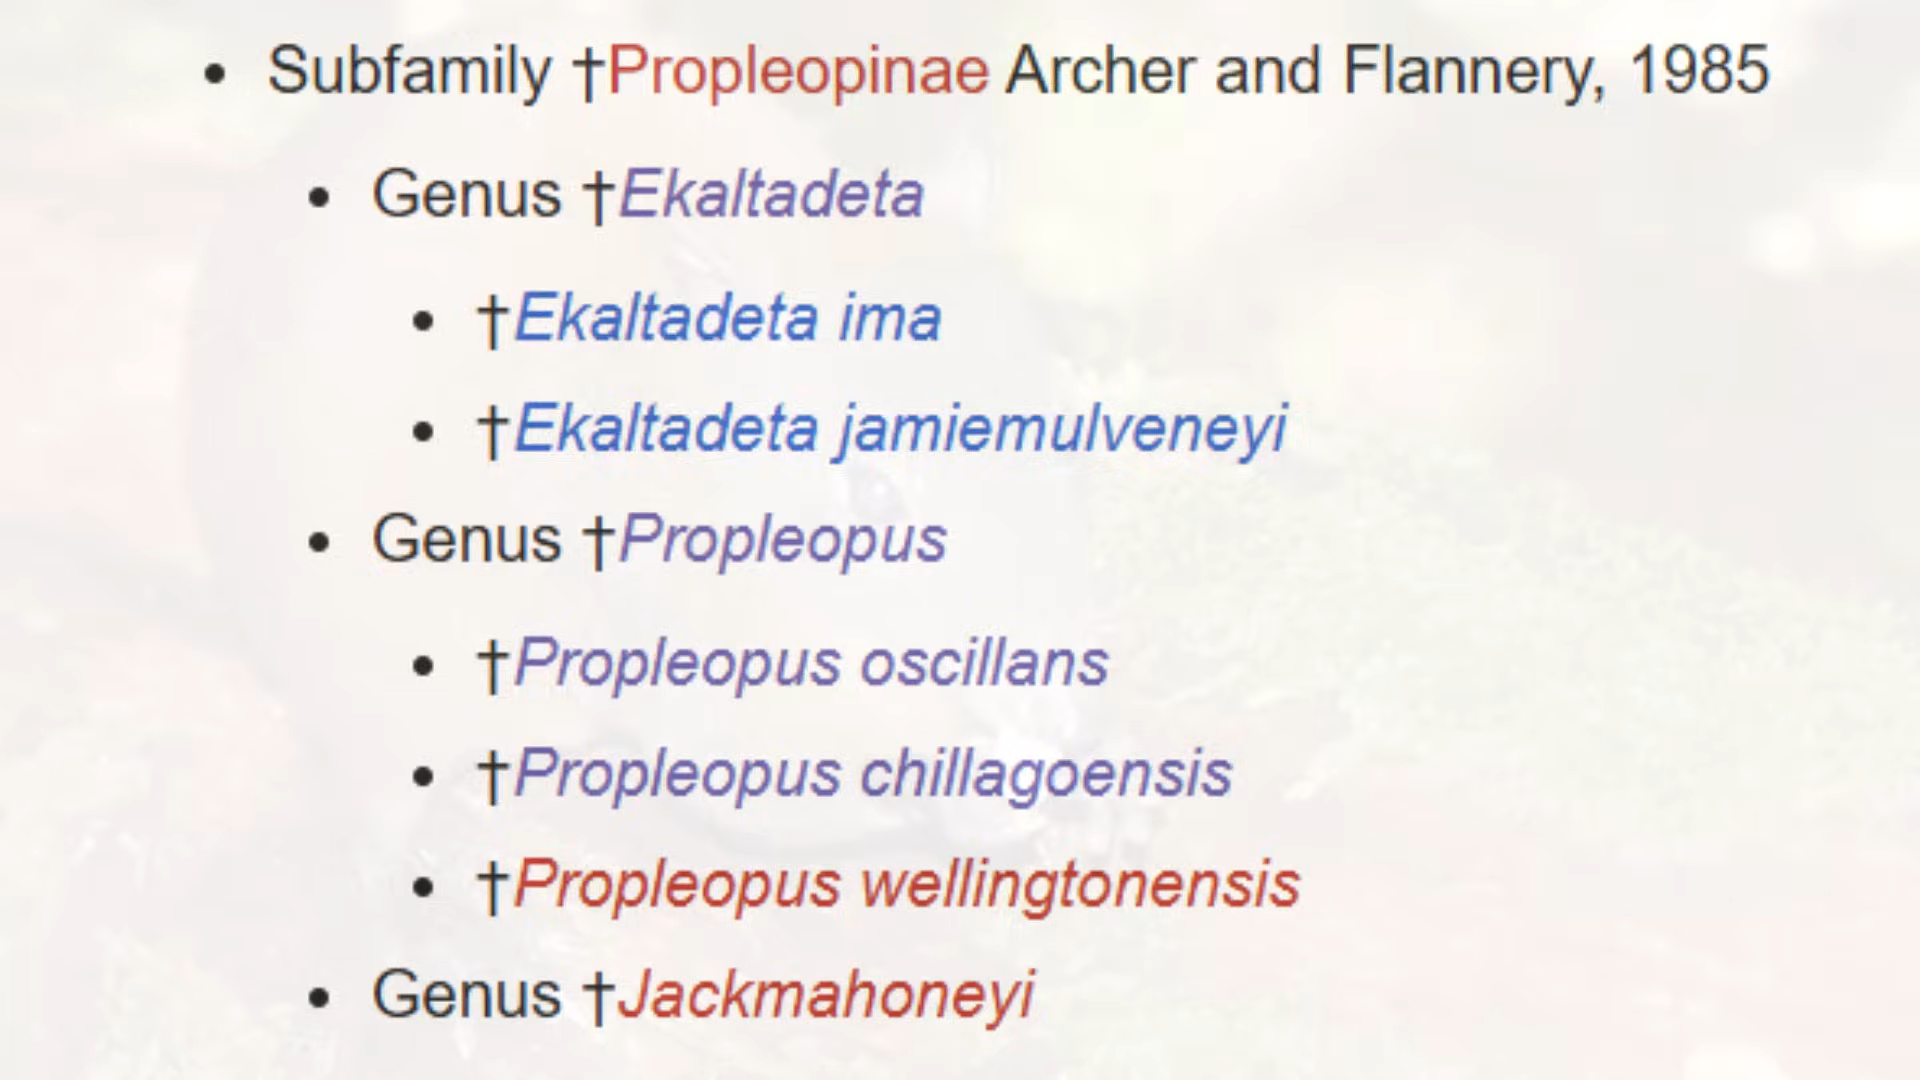 • Subfamily †Propleopinae Archer and Flannery, 1985
• Genus †Ekaltadeta
• †Ekaltadeta ima
• †Ekaltadeta jamiemulveneyi
• Genus †Propleopus
• †Propleopus oscillans
• †Propleopus chillagoensis
• †Propleopus wellingtonensis
• Genus †Jackmahoneyi